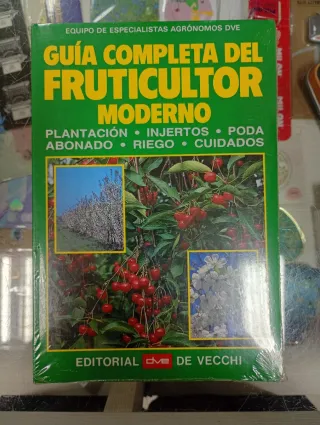 EQUIPO DE ESPECIALISTAS AGRÓNOMOS DVE
GUÍA COMPLETA DEL
FRUTICULTOR
MODERNO
PLANTACIÓN • INJERTOS • PODA
ABONADO • RIEGO • CUIDADOS
EDITORIAL DVE DE VECCHI